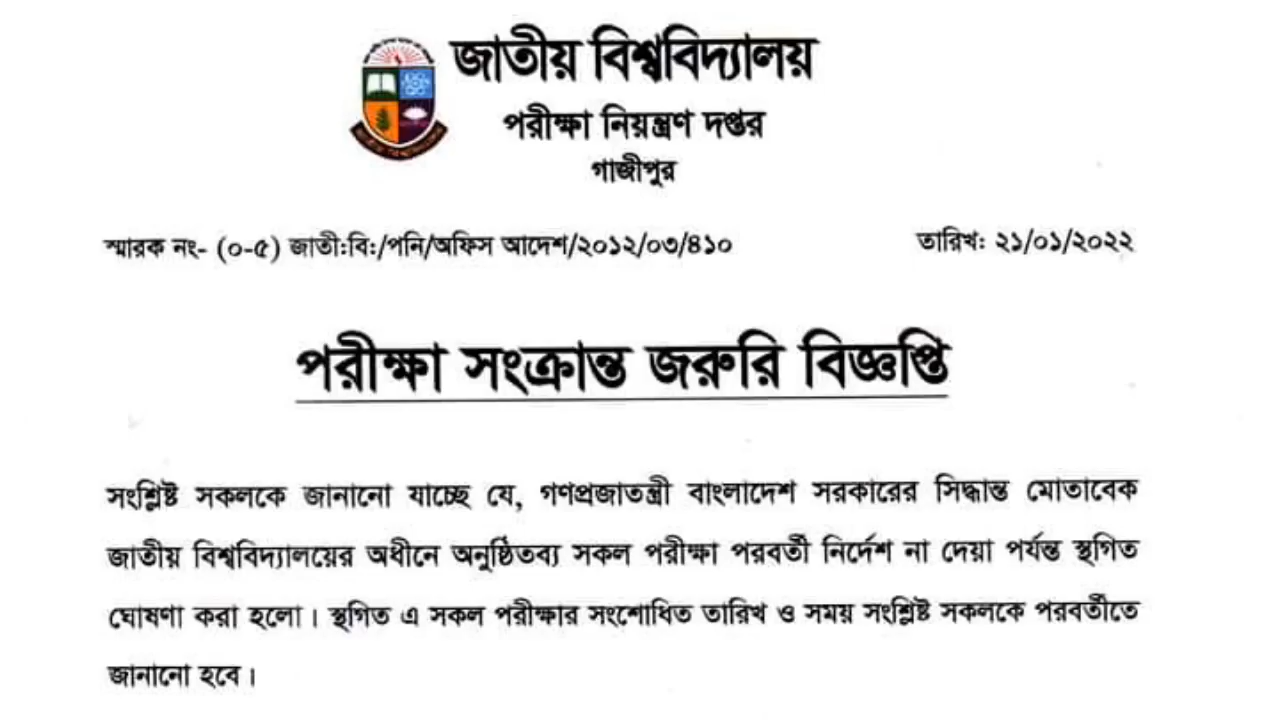 জাতীয় বিশ্ববিদ্যালয়
পরীক্ষা নিয়ন্ত্রণ দপ্তর
গাজীপুর
স্মারক নং- (০-৫) জাতী:বি:/পনি/অফিস আদেশ/২০১২/০৩/৪১০ তারিখ: ২১/০১/২০২২
পরীক্ষা সংক্রান্ত জরুরি বিজ্ঞপ্তি
সংশ্লিষ্ট সকলকে জানানো যাচ্ছে যে, গণপ্রজাতন্ত্রী বাংলাদেশ সরকারের সিদ্ধান্ত মোতাবেক
জাতীয় বিশ্ববিদ্যালয়ের অধীনে অনুষ্ঠিতব্য সকল পরীক্ষা পরবর্তী নির্দেশ না দেয়া পর্যন্ত স্থগিত
ঘোষণা করা হলো। স্থগিত এ সকল পরীক্ষার সংশোধিত তারিখ ও সময় সংশ্লিষ্ট সকলকে পরবর্তীতে
জানানো হবে।